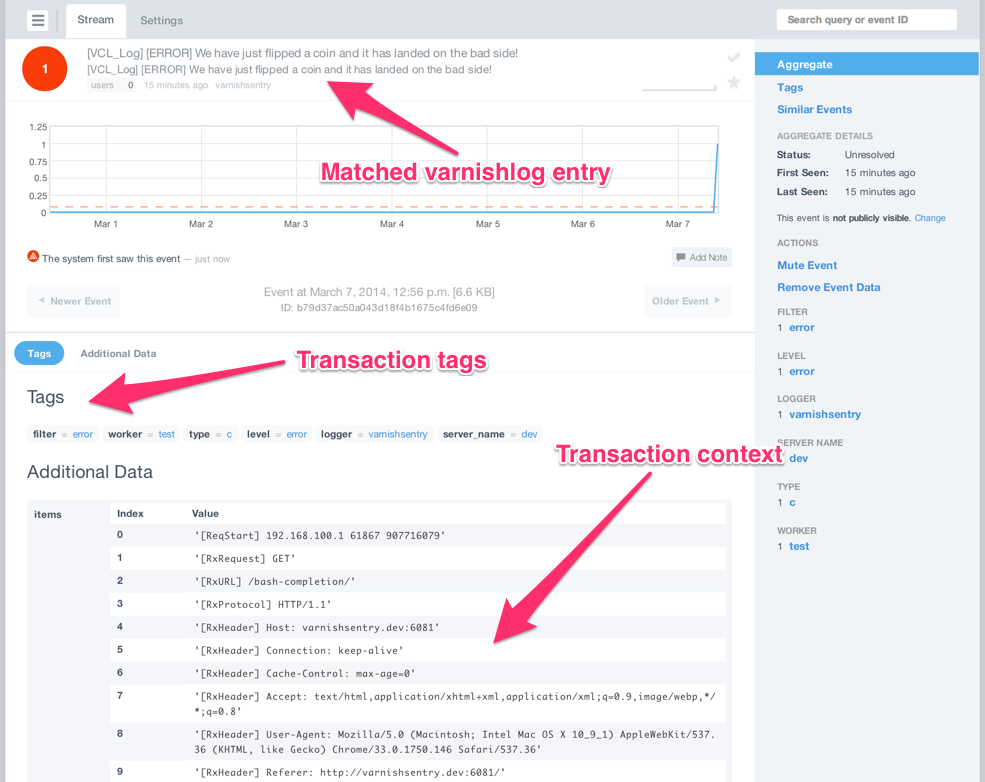 Stream
Settings
Search query or event ID
1
[VCL_Log] [ERROR] We have just flipped a coin and it has landed on the bad side!
[VCL_Log] [ERROR] We have just flipped a coin and it has landed on the bad side!
users 0 15 minutes ago varnishsentry
Matched varnishlog entry
1.25
1
0.75
0.5
0.25
0
Mar 1 Mar 2 Mar 3 Mar 4 Mar 5 Mar 6 Mar 7
The system first saw this event — just now
Add Note
Newer Event
Event at March 7, 2014, 12:56 p.m. [6.6 KB]
ID: b79d37ac50a043d18f4b1675c4fd6e09
Older Event
Tags
Additional Data
Transaction tags
Tags
filter = error worker = test type = c level = error logger = varnishsentry server_name = dev
Transaction context
Additional Data
items
Index Value
0 '[ReqStart] 192.168.100.1 61867 907716079'
1 '[RxRequest] GET'
2 '[RxURL] /bash-completion/'
3 '[RxProtocol] HTTP/1.1'
4 '[RxHeader] Host: varnishsentry.dev:6081'
5 '[RxHeader] Connection: keep-alive'
6 '[RxHeader] Cache-Control: max-age=0'
7 '[RxHeader] Accept: text/html,application/xhtml+xml,application/xml;q=0.9,image/webp,*/
*;q=0.8'
8 '[RxHeader] User-Agent: Mozilla/5.0 (Macintosh; Intel Mac OS X 10_9_1) AppleWebKit/537.
36 (KHTML, like Gecko) Chrome/33.0.1750.146 Safari/537.36'
9 '[RxHeader] Referer: http://varnishsentry.dev:6081/'
Aggregate
Tags
Similar Events
AGGREGATE DETAILS
Status: Unresolved
First Seen: 15 minutes ago
Last Seen: 15 minutes ago
This event is not publicly visible. Change
ACTIONS
Mute Event
Remove Event Data
FILTER
1 error
LEVEL
1 error
LOGGER
1 varnishsentry
SERVER NAME
dev
TYPE
1 c
WORKER
1 test